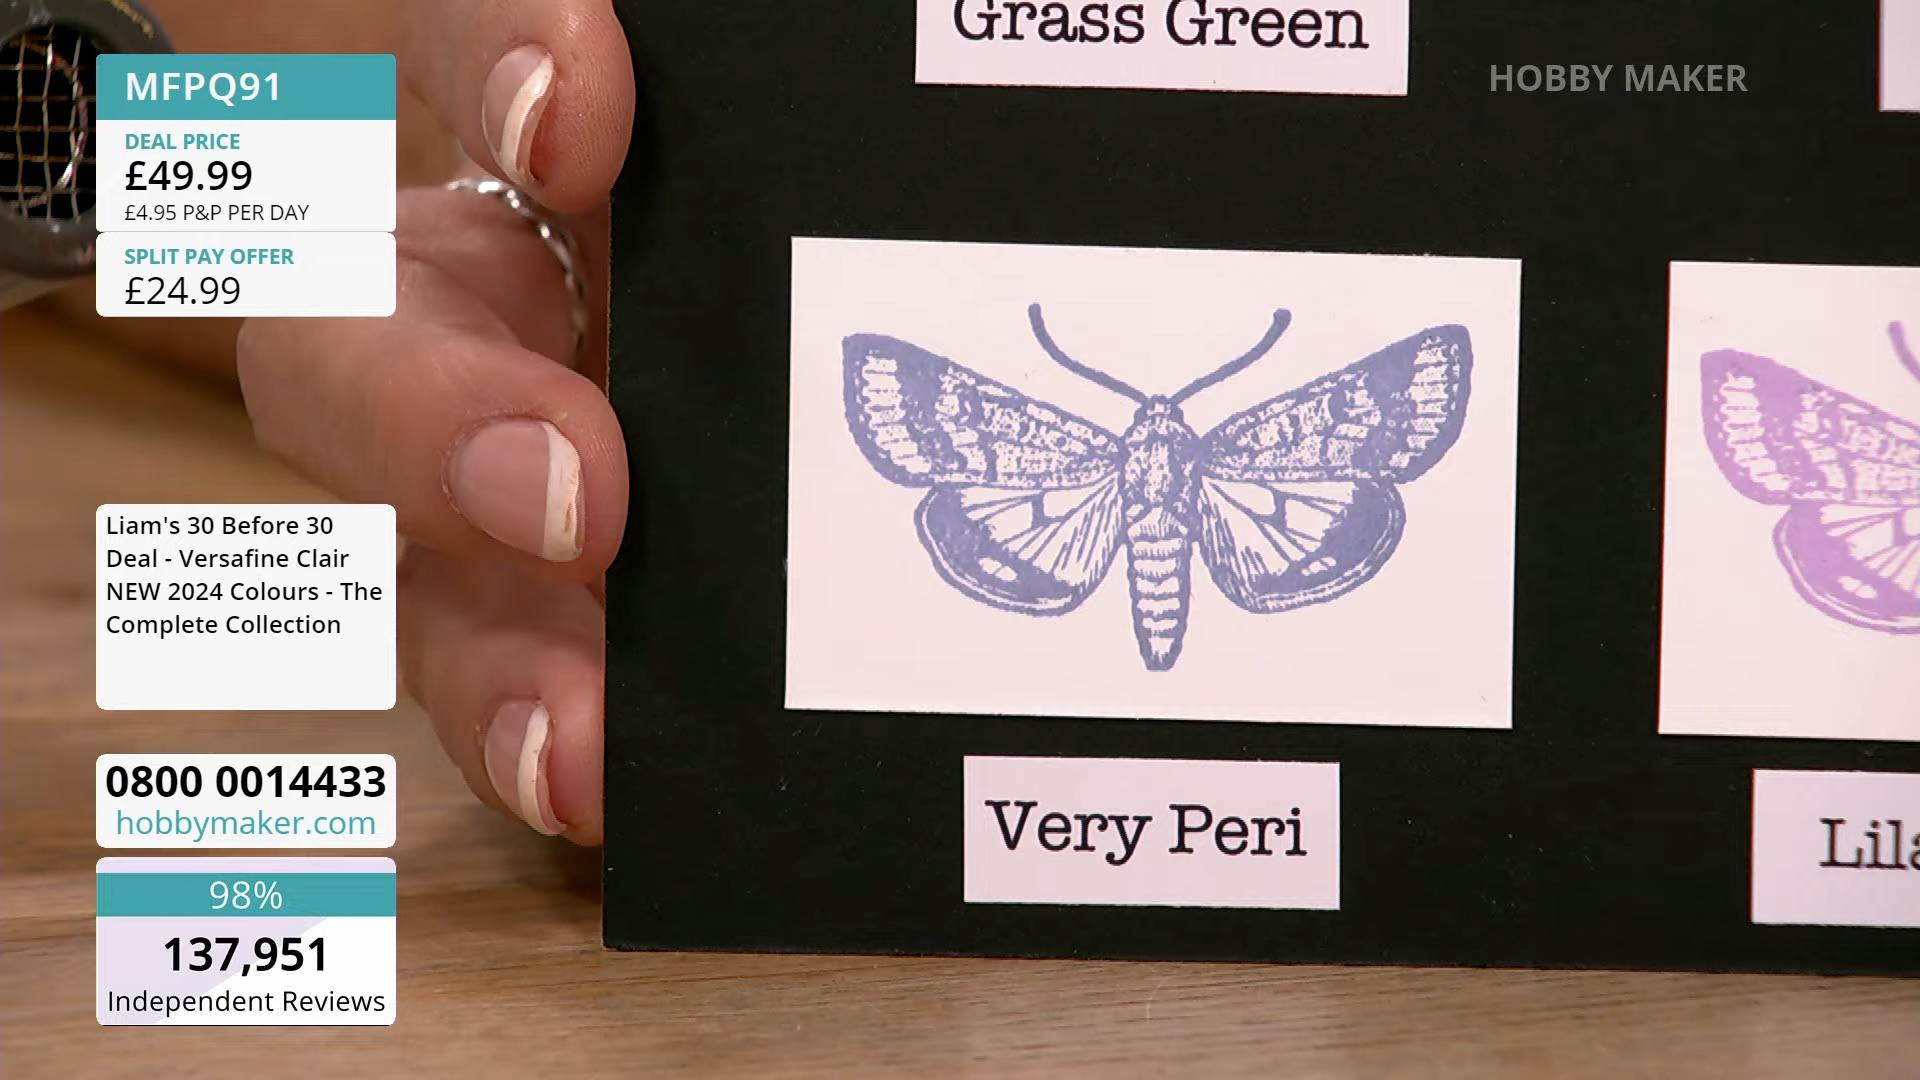 MFPQ91
DEAL PRICE
£49.99
£4.95 P&P PER DAY
SPLIT PAY OFFER
£24.99
Liam's 30 Before 30
Deal - Versafine Clair
NEW 2024 Colours - The
Complete Collection
0800 0014433
hobbymaker.com
98%
137,951
Independent Reviews
HOBBY MAKER
Grass Green
Very Peri